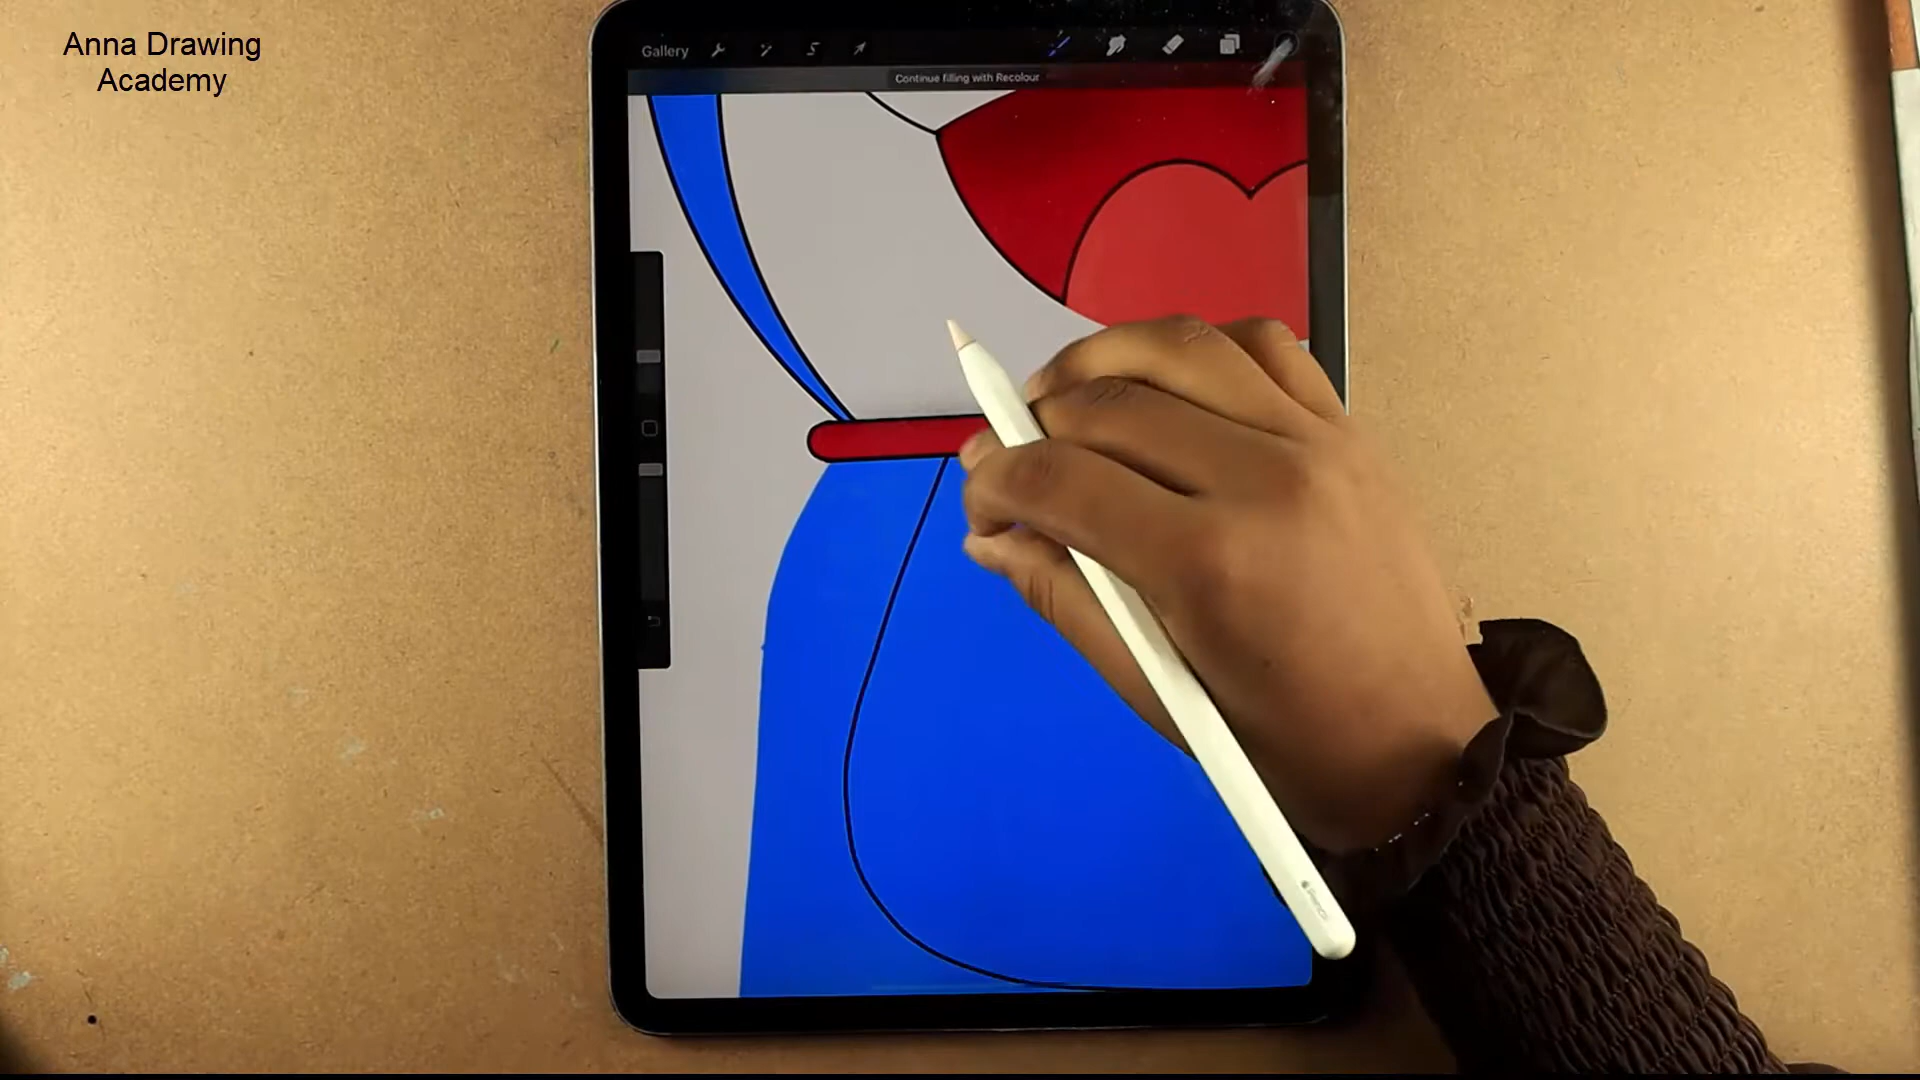 Anna Drawing
Academy
Gallery
Continue filling with Recolour